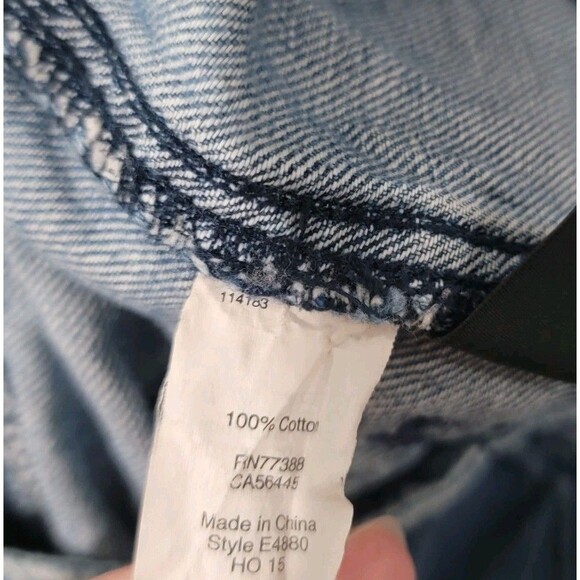 114183
100% Cotton
RN77388
CA56445
Made in China
Style E4880
HO 15